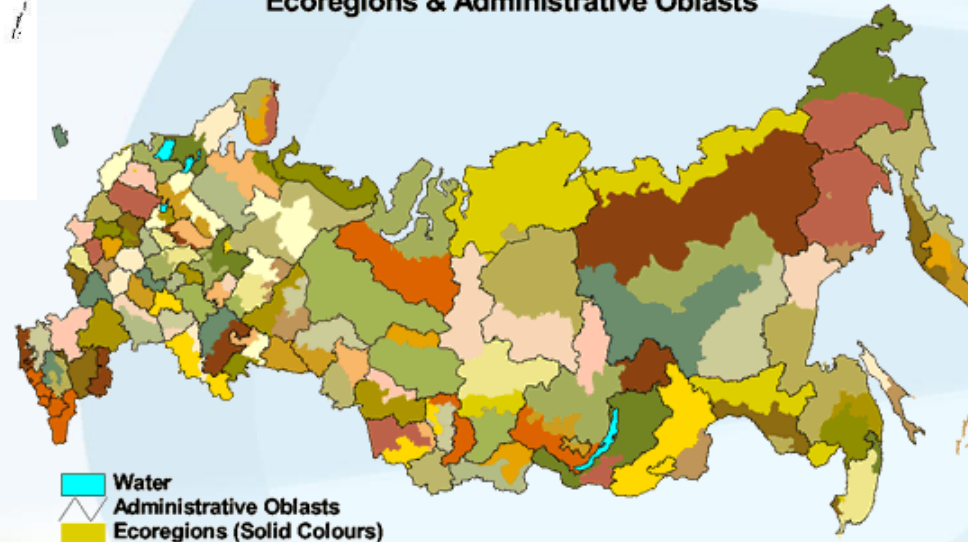 Ecoregions & Administrative Oblasts
Water
Administrative Oblasts
Ecoregions (Solid Colours)